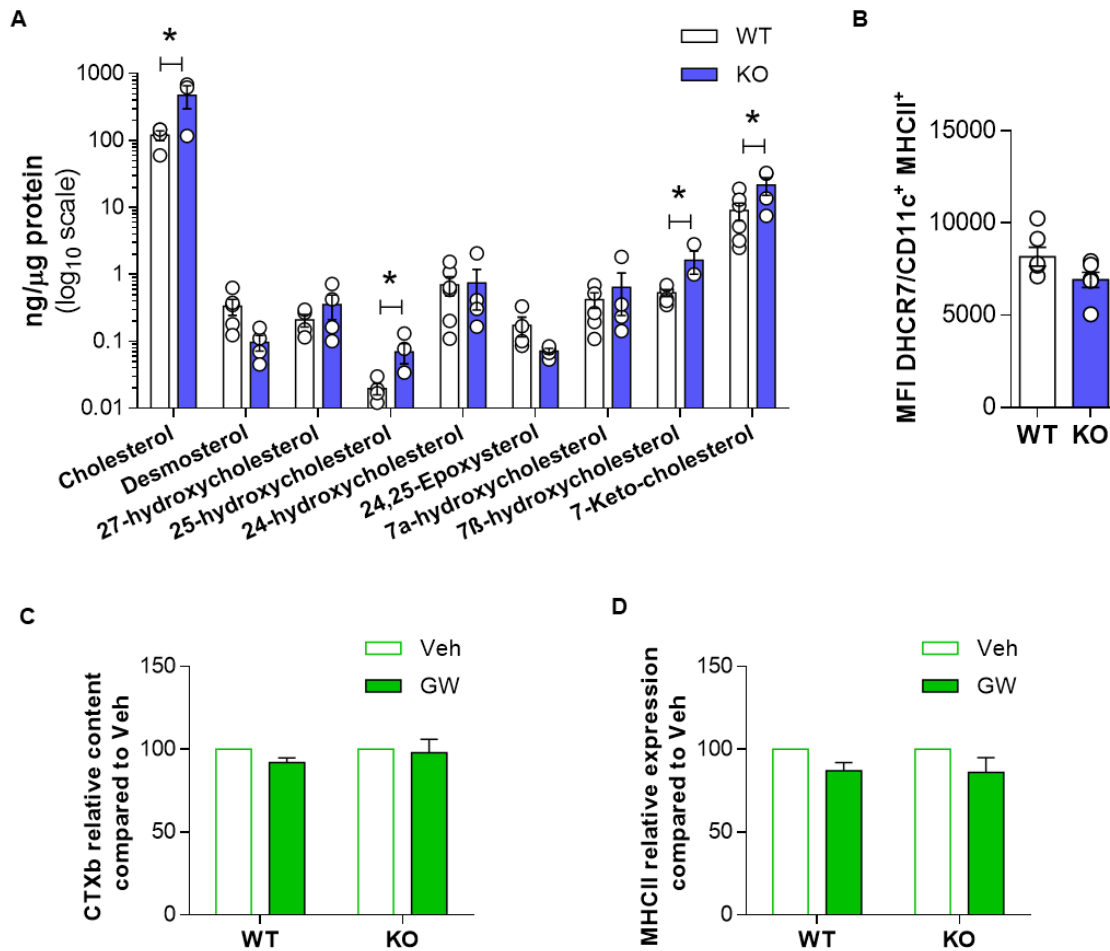 A
WT
KO
*
*
*
*
1000
100
10
1
0.1
0.01
ng/µg protein
(log10 scale)
Cholesterol
Desmosterol
27-hydroxycholesterol
25-hydroxycholesterol
24-hydroxycholesterol
24,25-Epoxysterol
7a-hydroxycholesterol
7ß-hydroxycholesterol
7-Keto-cholesterol
B
MFI DHCR7/CD11c+ MHCII+
15000
10000
5000
0
WT KO
C
Veh
GW
CTXb relative content
compared to Veh
150
100
50
0
WT KO
D
Veh
GW
MHCII relative expression
compared to Veh
150
100
50
0
WT KO